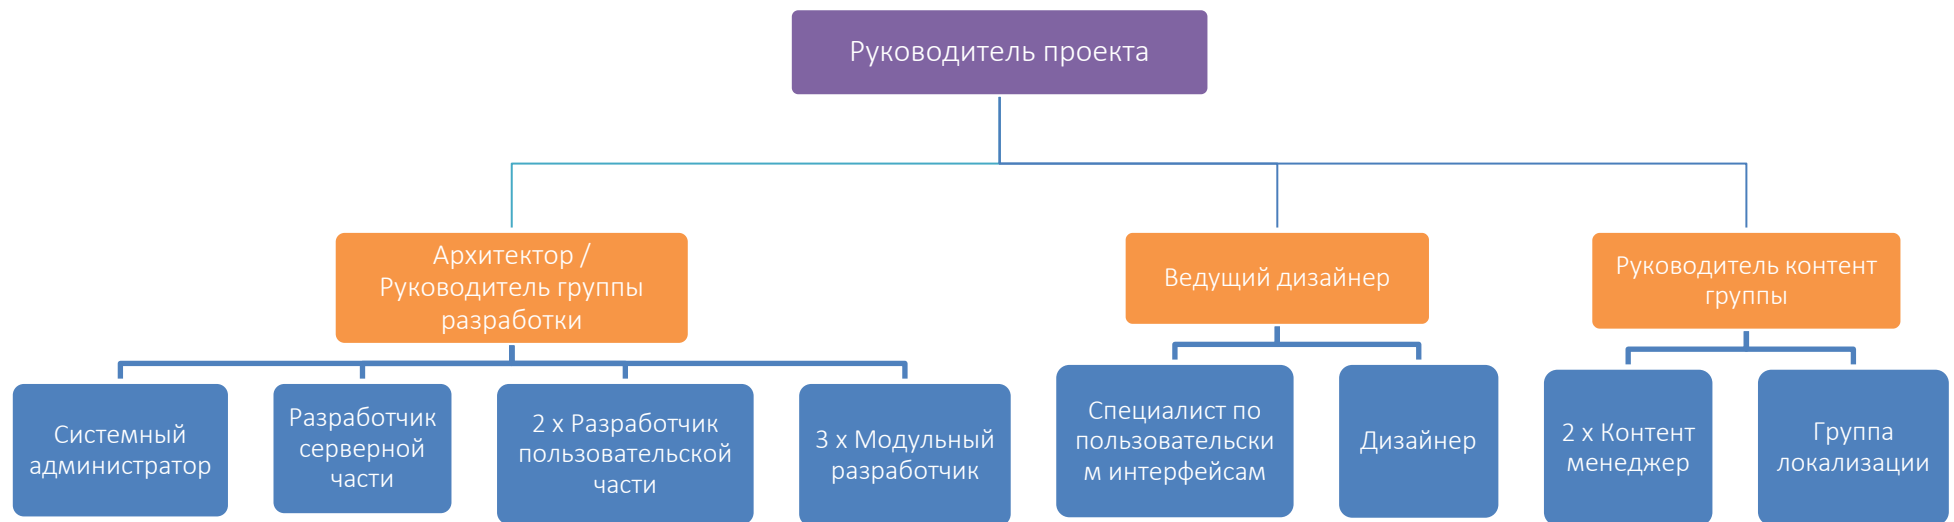 Руководитель проекта
Архитектор /
Руководитель группы
разработки
Ведущий дизайнер
Руководитель контент
группы
Системный
администратор
Разработчик
серверной
части
2 x Разработчик
пользовательской
части
3 x Модульный
разработчик
Специалист по
пользовательски
м интерфейсам
Дизайнер
2 x Контент
менеджер
Группа
локализации